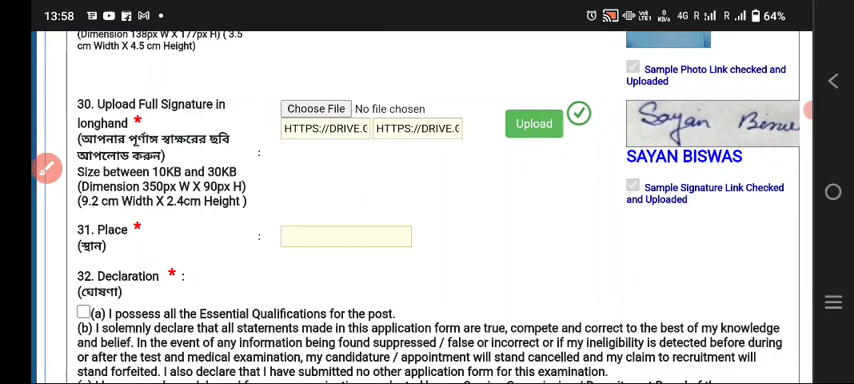 13:58
Vo)) LTE1
0 KB/s
4G R
R
64%
(Dimension 138px W X 177px H) ( 3.5
cm Width X 4.5 cm Height)
Sample Photo Link checked and
Uploaded
30. Upload Full Signature in
longhand *
(আপনার পূর্ণাঙ্গ স্বাক্ষরের ছবি
আপলোড করুন)
:
Size between 10KB and 30KB
(Dimension 350px W X 90px H)
(9.2 cm Width X 2.4cm Height )
Choose File No file chosen
HTTPS://DRIVE.G HTTPS://DRIVE.G
Upload
Sayan Biswa
SAYAN BISWAS
Sample Signature Link Checked
and Uploaded
31. Place *
:
(স্থান)
32. Declaration * :
(ঘোষণা)
(a) I possess all the Essential Qualifications for the post.
(b) I solemnly declare that all statements made in this application form are true, compete and correct to the best of my knowledge
and belief. In the event of any information being found suppressed / false or incorrect or if my ineligibility is detected before during
or after the test and medical examination, my candidature / appointment will stand cancelled and my claim to recruitment will
stand forfeited. I also declare that I have submitted no other application form for this examination.